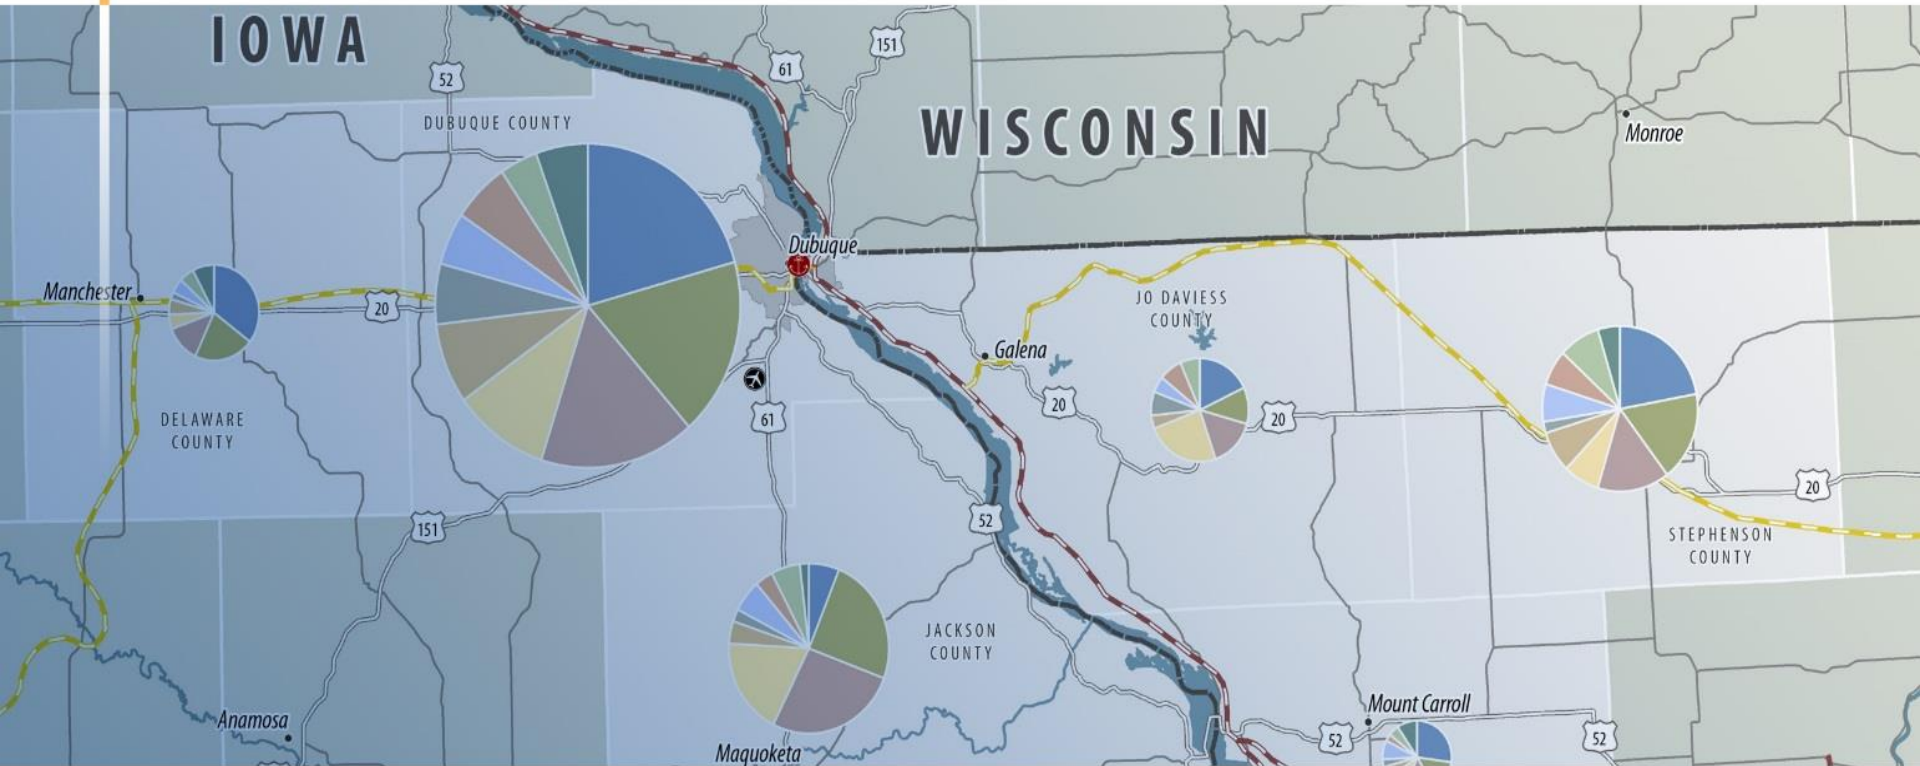 IOWA
52
61
151
DUBUQUE COUNTY
WISCONSIN
Monroe
Dubuque
Manchester
20
JO DAVIESS
COUNTY
Galena
20
20
DELAWARE
COUNTY
61
20
151
52
STEPHENSON
COUNTY
JACKSON
COUNTY
Anamosa
Maquoketa
Mount Carroll
52
52